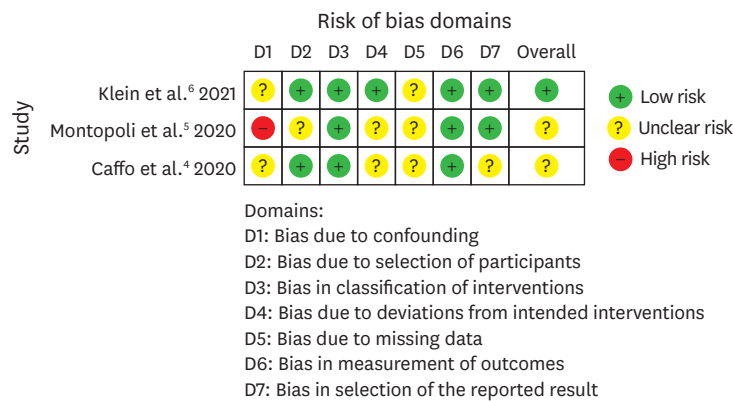 Risk of bias domains
D1 D2 D3 D4 D5 D6 D7 Overall
Study
Klein et al.⁶ 2021 ? + + + ? + + +
Montopoli et al.⁵ 2020 − ? + ? ? + + ?
Caffo et al.⁴ 2020 ? + + ? ? + ? ?
+ Low risk
? Unclear risk
− High risk
Domains:
D1: Bias due to confounding
D2: Bias due to selection of participants
D3: Bias in classification of interventions
D4: Bias due to deviations from intended interventions
D5: Bias due to missing data
D6: Bias in measurement of outcomes
D7: Bias in selection of the reported result